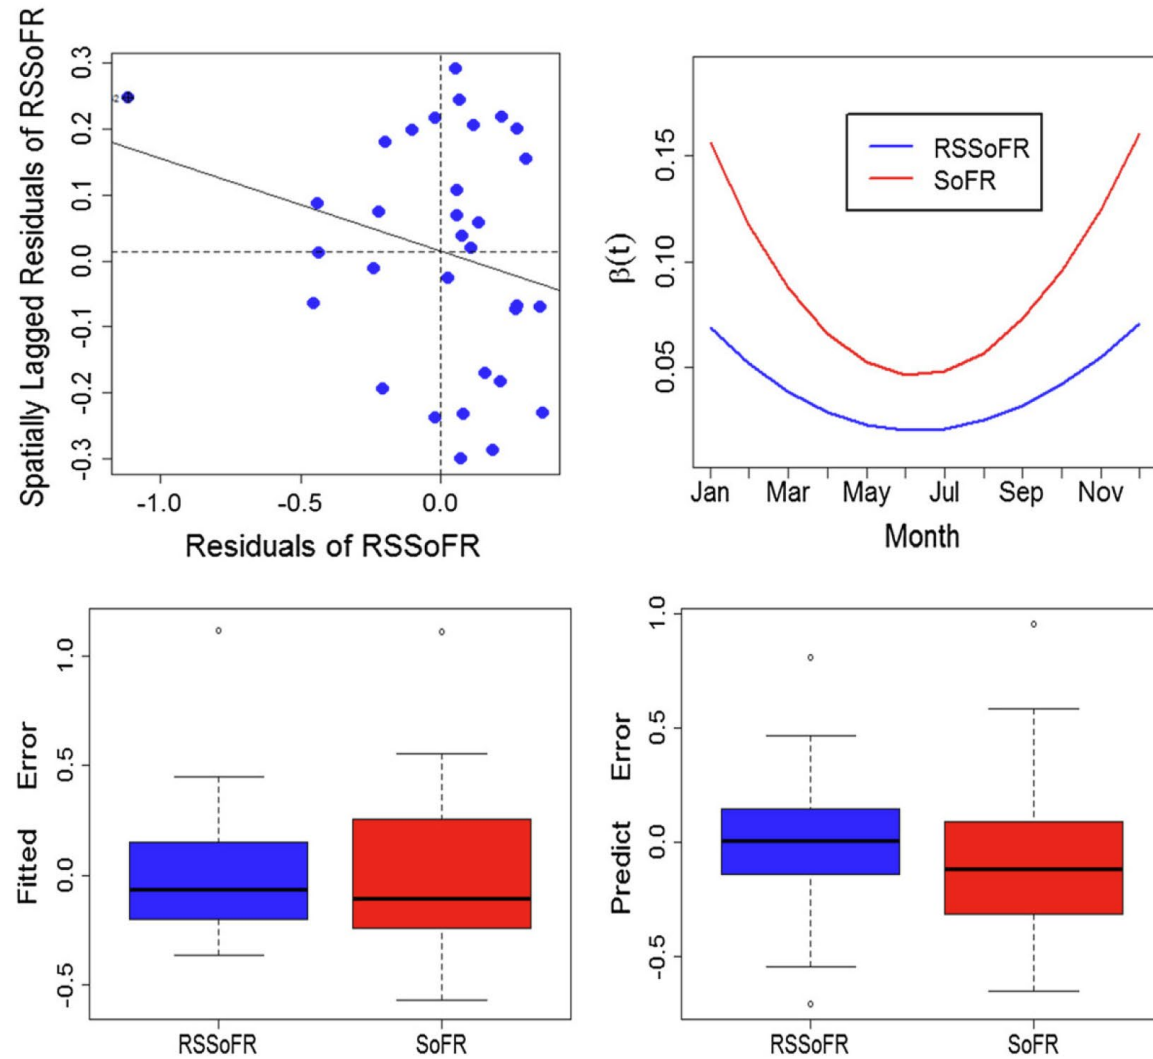 Spatially Lagged Residuals of RSSoFR
0.3
0.2
0.1
0.0
-0.1
-0.2
-0.3
-1.0 -0.5 0.0
Residuals of RSSoFR
β(t)
0.15
0.10
0.05
RSSoFR
SoFR
Jan Mar May Jul Sep Nov
Month
Fitted Error
1.0
0.5
0.0
-0.5
RSSoFR SoFR
Predict Error
1.0
0.5
0.0
-0.5
RSSoFR SoFR